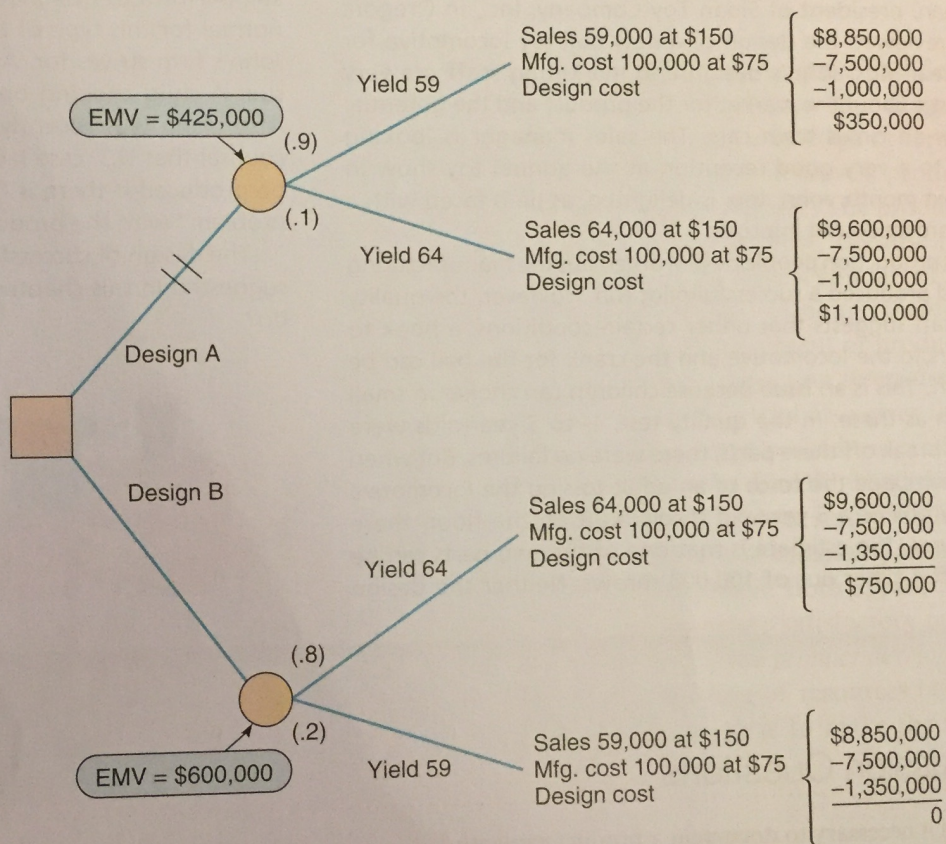 Sales 59,000 at $150 $8,850,000
Mfg. cost 100,000 at $75 –7,500,000
Design cost –1,000,000
$350,000
Yield 59
EMV = $425,000
(.9)
(.1)
Yield 64
Sales 64,000 at $150 $9,600,000
Mfg. cost 100,000 at $75 –7,500,000
Design cost –1,000,000
$1,100,000
Design A
Design B
Sales 64,000 at $150 $9,600,000
Mfg. cost 100,000 at $75 –7,500,000
Design cost –1,350,000
$750,000
Yield 64
(.8)
(.2)
EMV = $600,000
Yield 59
Sales 59,000 at $150 $8,850,000
Mfg. cost 100,000 at $75 –7,500,000
Design cost –1,350,000
0